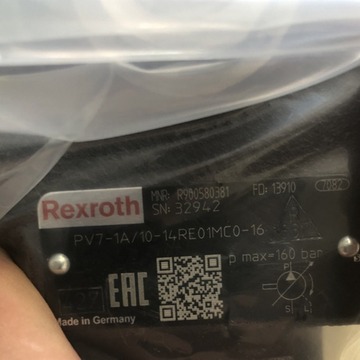 Rexroth
MNR: R900580381 FD: 13910 7082
SN: 32942
PV7-1A/10-14RE01MC0-16
p max=160 bar
P
S L
EAC
Made in Germany